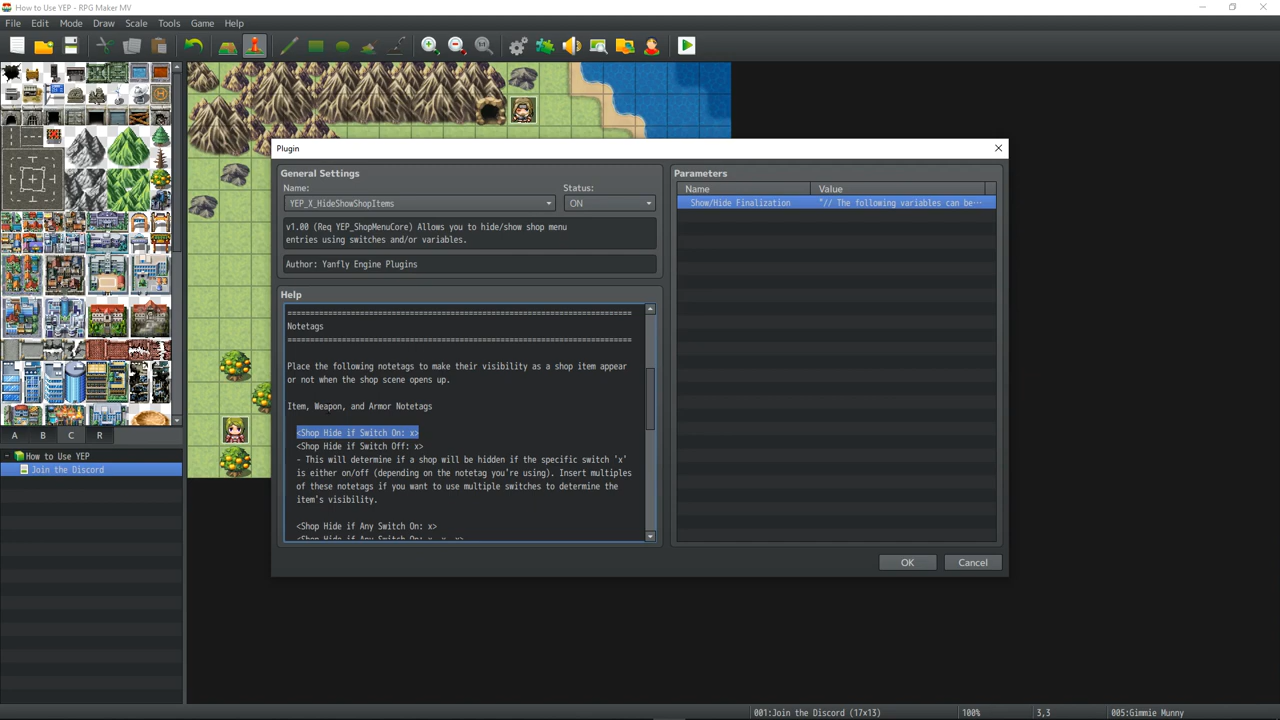 How to Use YEP - RPG Maker MV
File Edit Mode Draw Scale Tools Game Help
Plugin
General Settings
Name:
Status:
YEP_X_HideShowShopItems
ON
v1.00 (Req YEP_ShopMenuCore) Allows you to hide/show shop menu
entries using switches and/or variables.
Author: Yanfly Engine Plugins
Help
==============================================================================
Notetags
==============================================================================
Place the following notetags to make their visibility as a shop item appear
or not when the shop scene opens up.
Item, Weapon, and Armor Notetags
<Shop Hide if Switch On: x>
<Shop Hide if Switch Off: x>
- This will determine if a shop will be hidden if the specific switch 'x'
is either on/off (depending on the notetag you're using). Insert multiples
of these notetags if you want to use multiple switches to determine the
item's visibility.
<Shop Hide if Any Switch On: x>
<Shop Hide if Any Switch On: x, x, x>
Parameters
Name Value
Show/Hide Finalization "// The following variables can be⋯
OK Cancel
A B C R
How to Use YEP
Join the Discord
001:Join the Discord (17×13) 100% 3,3 005:Gimmie Munny